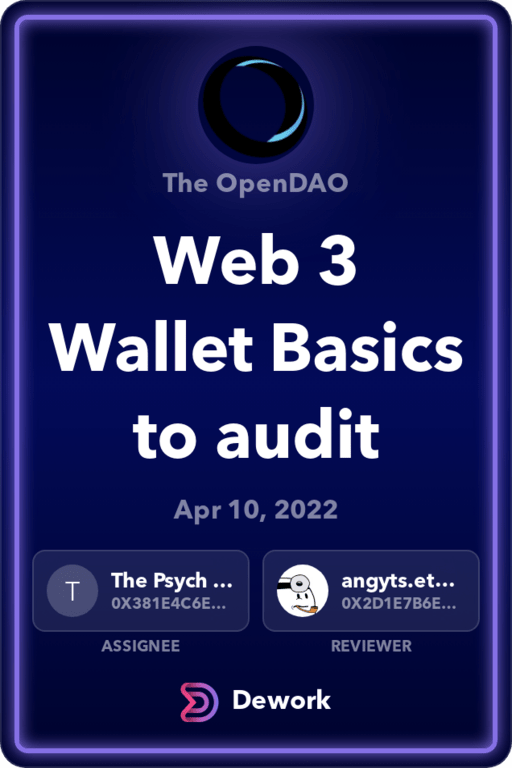 The OpenDAO
Web 3
Wallet Basics
to audit
Apr 10, 2022
T
The Psych ...
0X381E4C6E...
angyts.et...
0X2D1E7B6E...
ASSIGNEE
REVIEWER
Dework